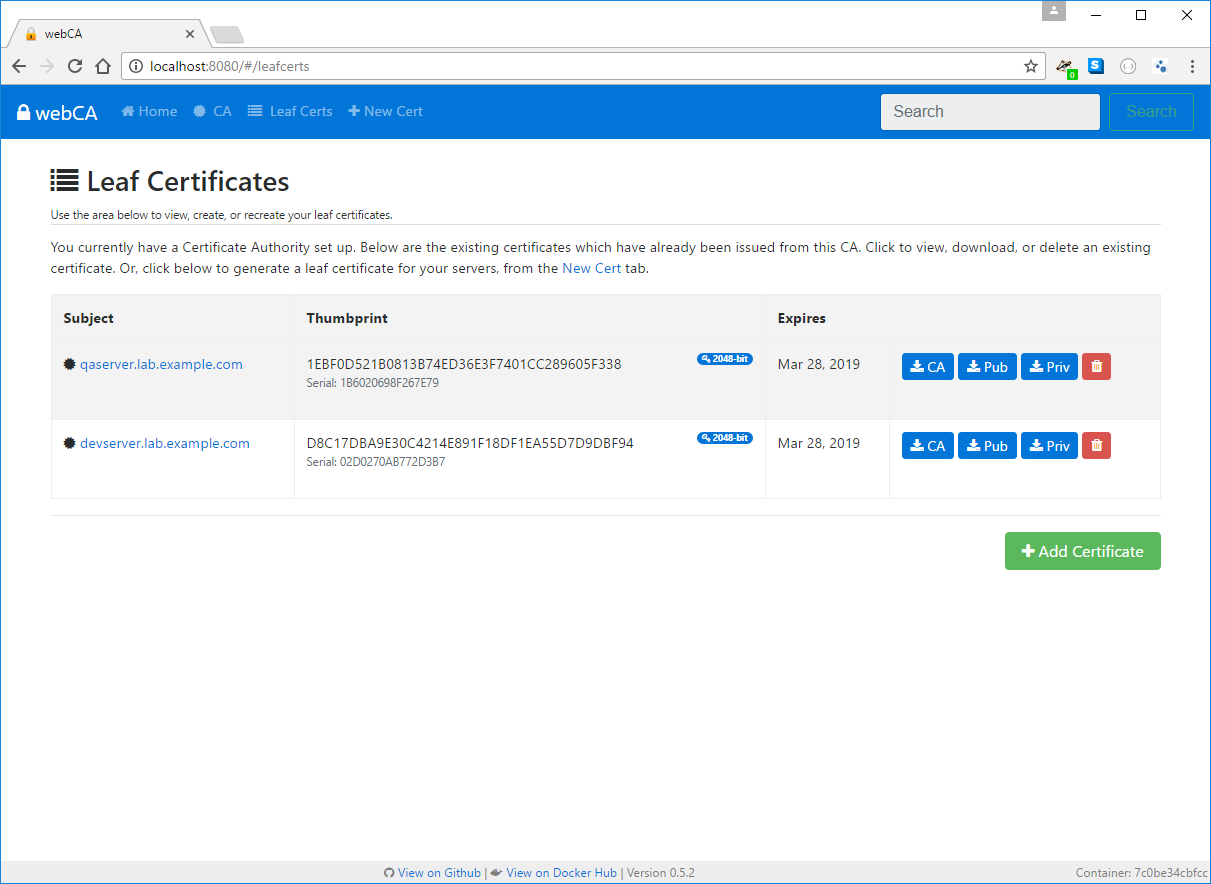 webCA
localhost:8080/#/leafcerts
0
S
webCA Home CA Leaf Certs New Cert Search Search
Leaf Certificates
Use the area below to view, create, or recreate your leaf certificates.
You currently have a Certificate Authority set up. Below are the existing certificates which have already been issued from this CA. Click to view, download, or delete an existing
certificate. Or, click below to generate a leaf certificate for your servers, from the New Cert tab.
Subject Thumbprint Expires
qaserver.lab.example.com 1EBF0D521B0813B74ED36E3F7401CC289605F338 2048-bit Mar 28, 2019 CA Pub Priv
Serial: 1B6020698F267E79
devserver.lab.example.com D8C17DBA9E30C4214E891F18DF1EA55D7D9DBF94 2048-bit Mar 28, 2019 CA Pub Priv
Serial: 02D0270AB772D3B7
Add Certificate
View on Github | View on Docker Hub | Version 0.5.2 Container: 7c0be34cbfcc